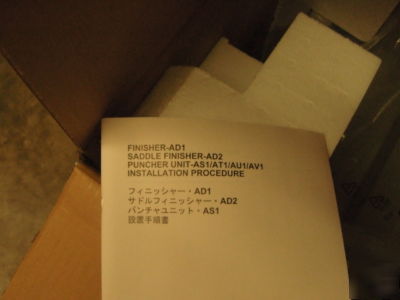 FINISHER-AD1
SADDLE FINISHER-AD2
PUNCHER UNIT-AS1/AT1/AU1/AV1
INSTALLATION PROCEDURE
フィニッシャー・AD1
サドルフィニッシャー・AD2
パンチャユニット・AS1
設置手順書